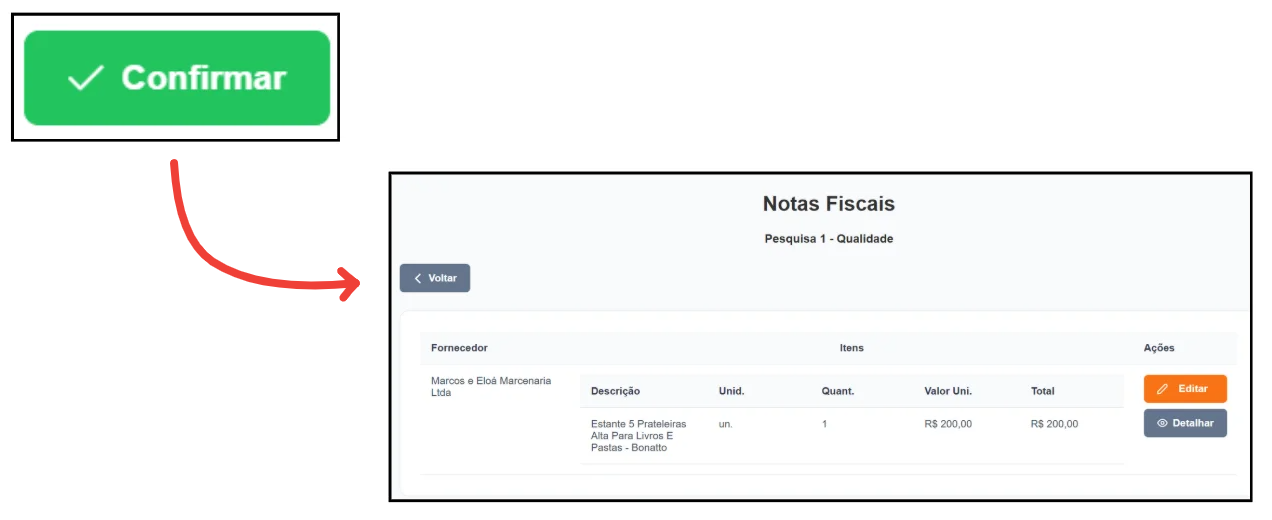 Confirmar
Notas Fiscais
Pesquisa 1 - Qualidade
Voltar
Fornecedor Itens Ações
Marcos e Eloá Marcenaria
Ltda
Descrição Unid. Quant. Valor Uni. Total
Estante 5 Prateleiras
Alta Para Livros E
Pastas - Bonatto
un. 1 R$ 200,00 R$ 200,00
Editar
Detalhar